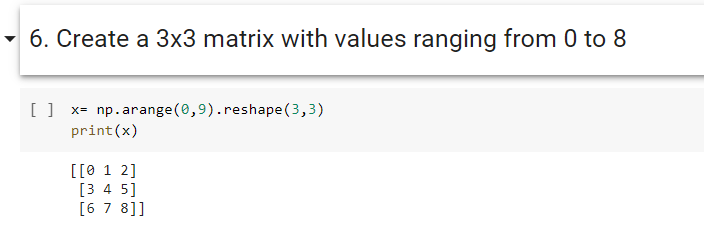 6. Create a 3x3 matrix with values ranging from 0 to 8
[ ] x= np.arange(0,9).reshape(3,3)
print(x)
[[0 1 2]
[3 4 5]
[6 7 8]]